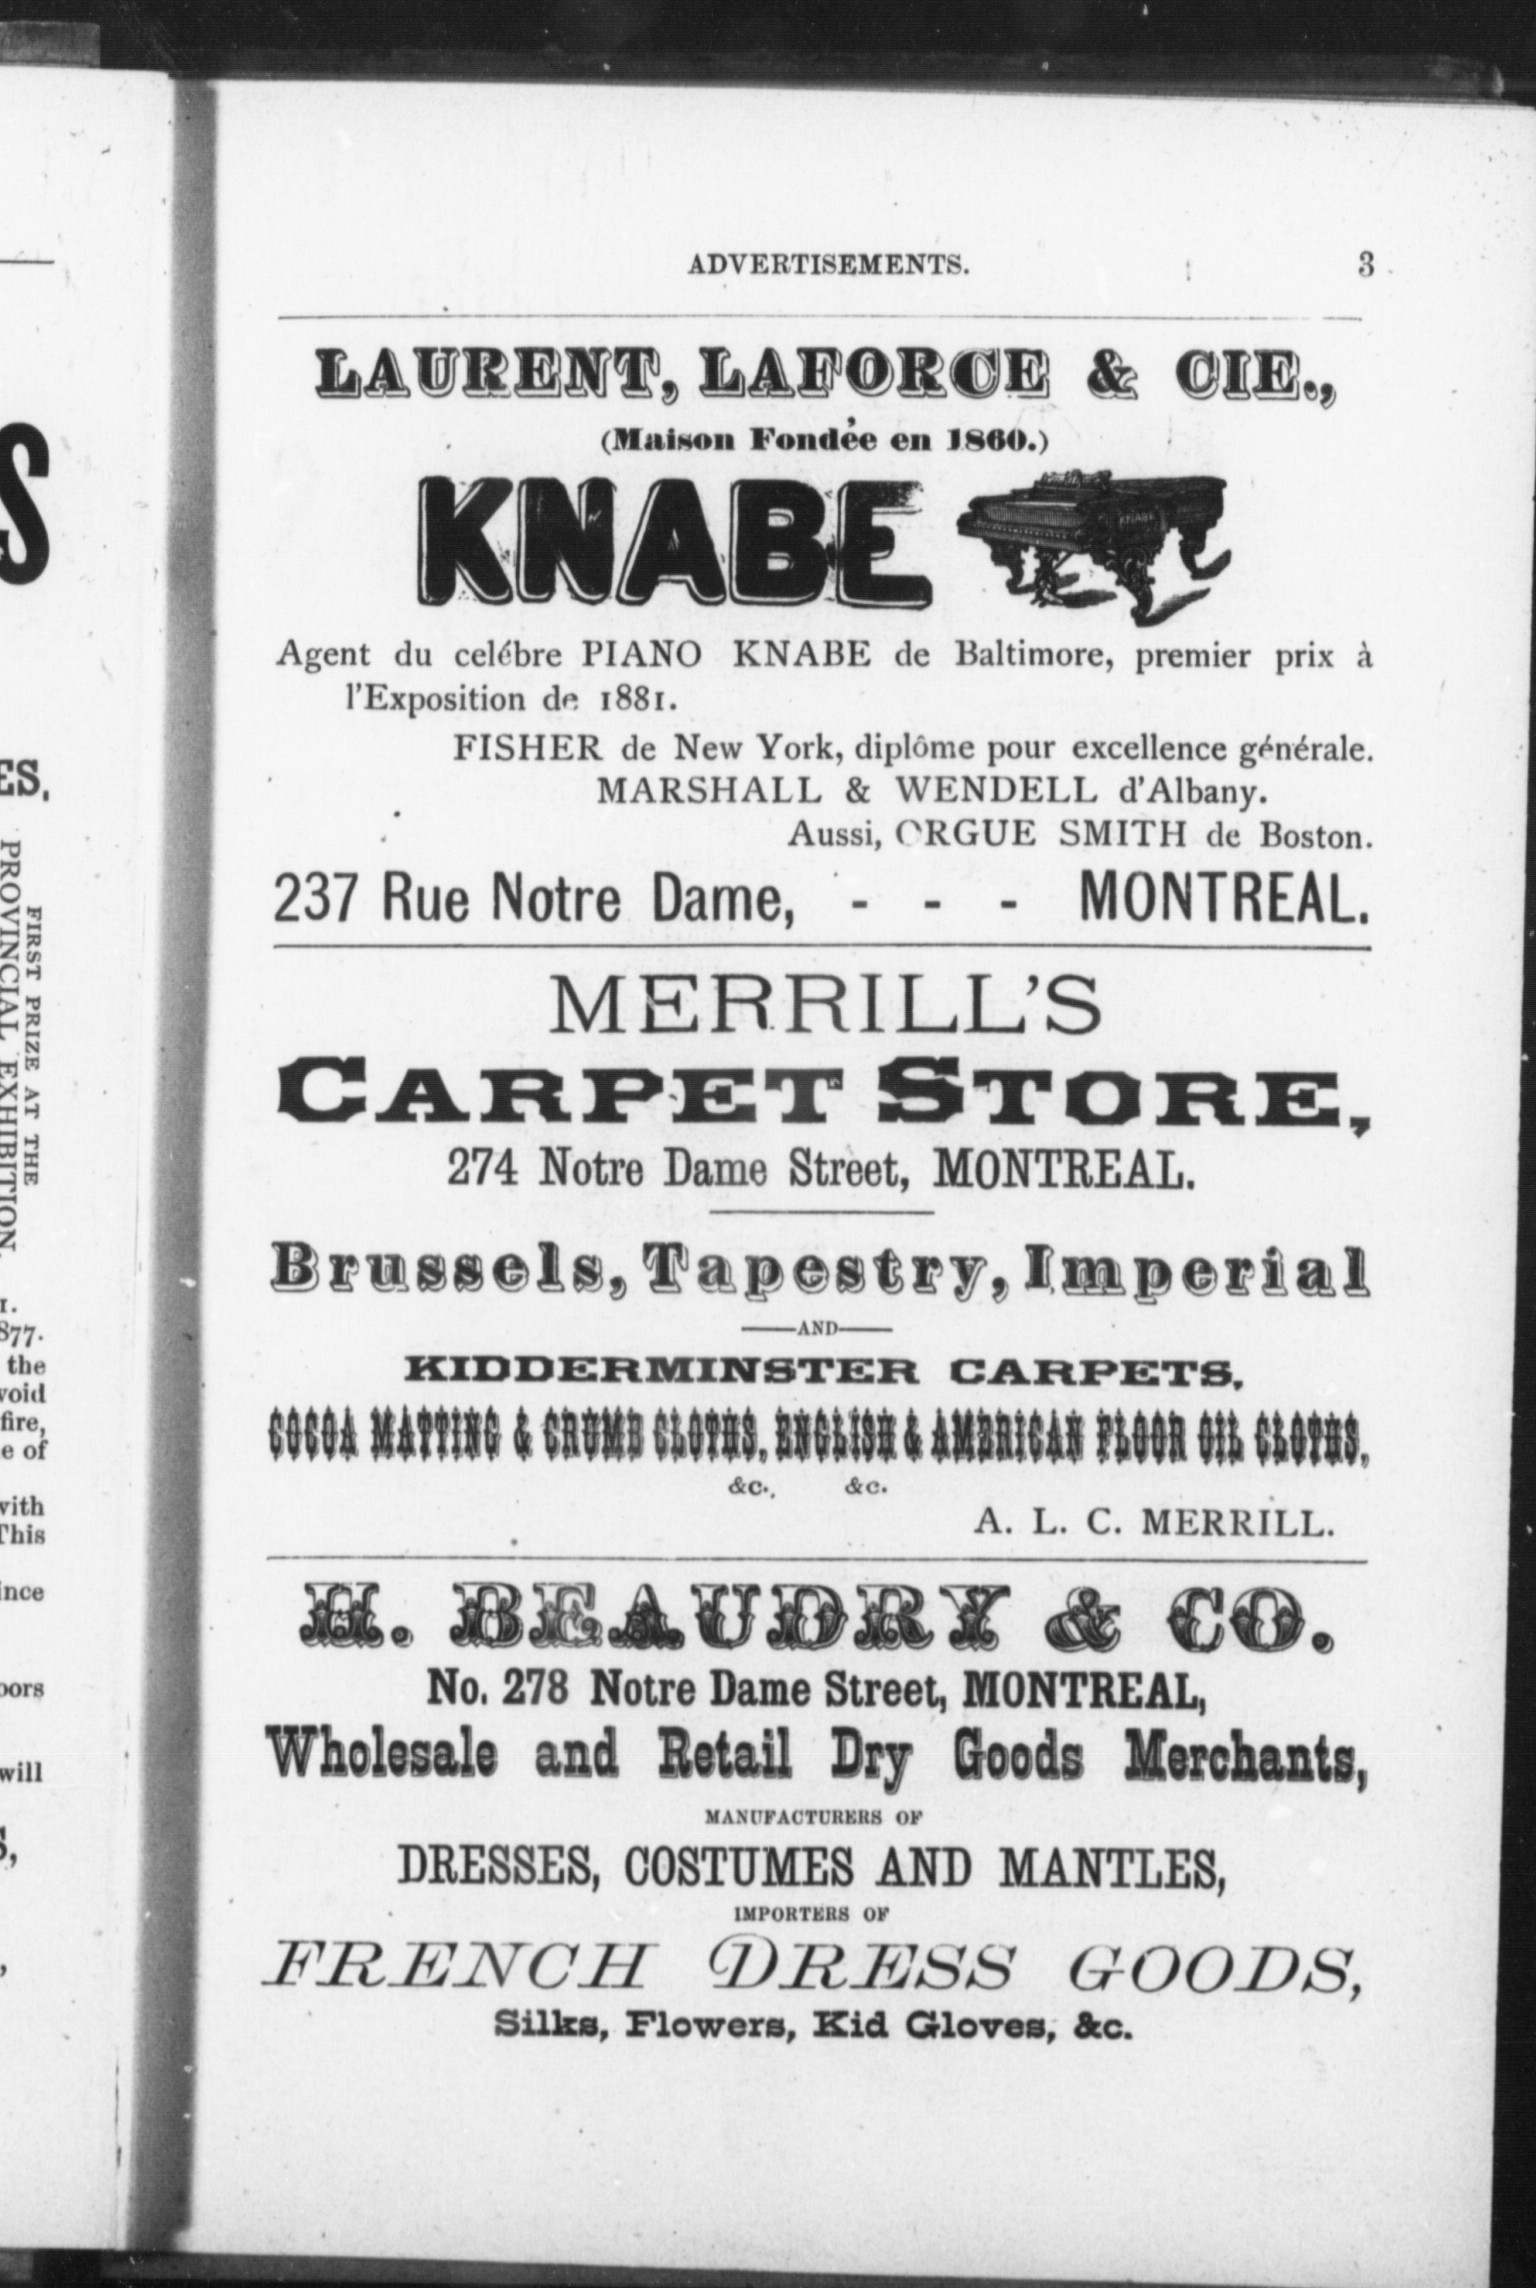 ADVERTISEMENTS. 3
LAURENT, LAFORCE & CIE.,
(Maison Fondée en 1860.)
KNABE
KNABE
Agent du celébre PIANO KNABE de Baltimore, premier prix à
l'Exposition de 1881.
FISHER de New York, diplôme pour excellence générale.
MARSHALL & WENDELL d'Albany.
Aussi, ORGUE SMITH de Boston.
237 Rue Notre Dame, - - - MONTREAL.
MERRILL'S
CARPET STORE,
274 Notre Dame Street, MONTREAL.
Brussels, Tapestry, Imperial
—AND—
KIDDERMINSTER CARPETS,
COCOA MATTING & CRUMB CLOTHS, ENGLISH & AMERICAN FLOOR OIL CLOTHS,
&c., &c.
A. L. C. MERRILL.
H. BEAUDRY & CO.
No. 278 Notre Dame Street, MONTREAL,
Wholesale and Retail Dry Goods Merchants,
MANUFACTURERS OF
DRESSES, COSTUMES AND MANTLES,
IMPORTERS OF
FRENCH DRESS GOODS,
Silks, Flowers, Kid Gloves, &c.
S
ES,
FIRST PRIZE AT THE
PROVINCIAL EXHIBITION
1.
877.
the
void
fire,
e of
with
This
ince
oors
will
S,
,